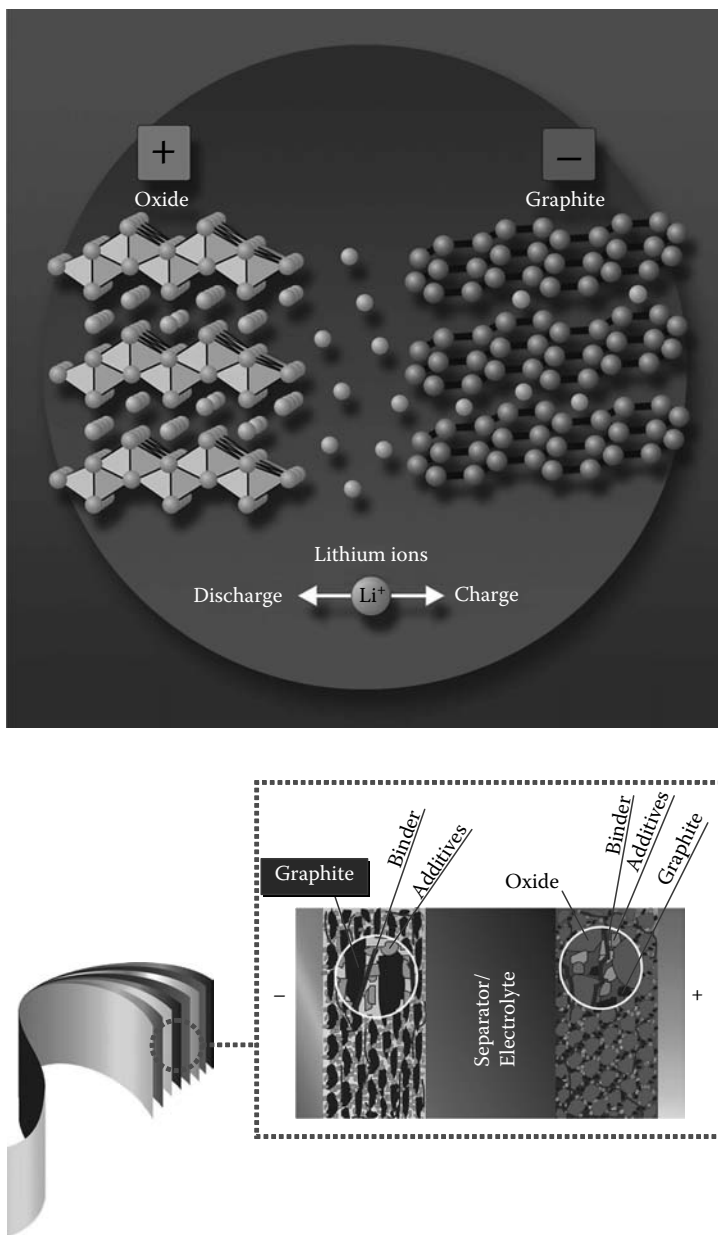 +
−
Oxide
Graphite
Lithium ions
Discharge
Li+
Charge
Graphite
Binder
Additives
Oxide
Binder
Additives
Graphite
−
Separator/
Electrolyte
+